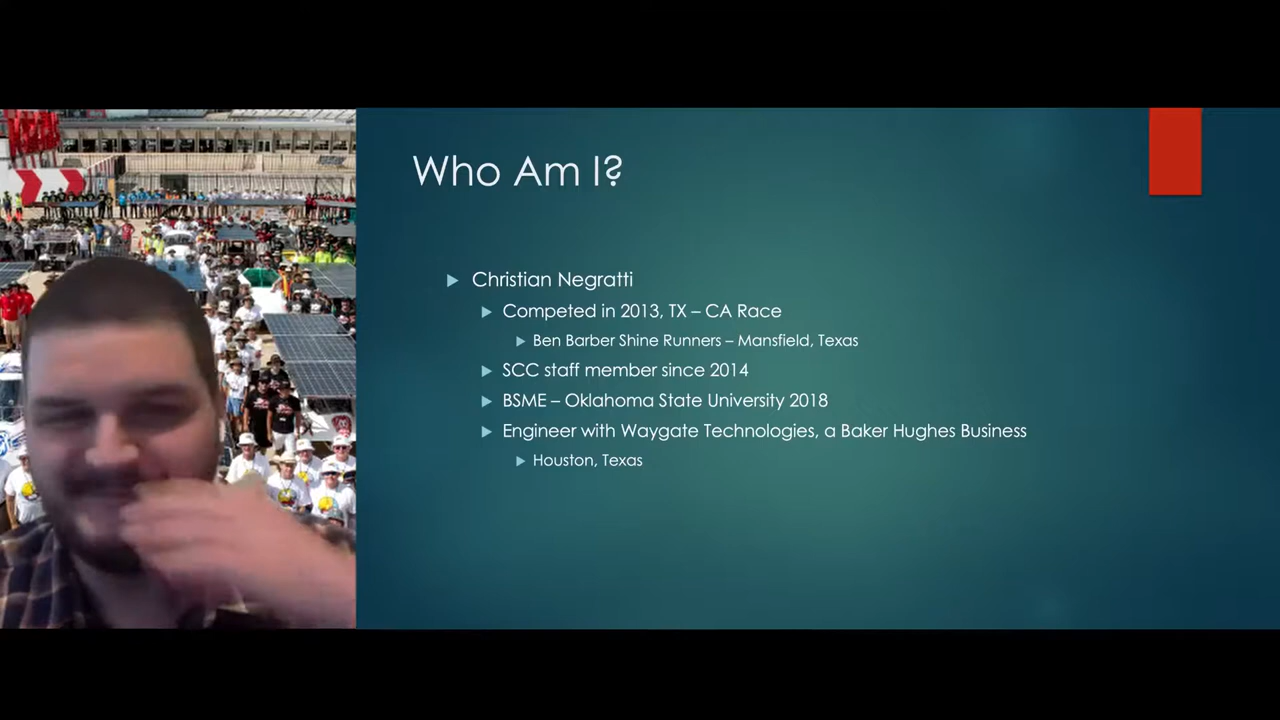 Who Am I?
Christian Negratti
Competed in 2013, TX – CA Race
Ben Barber Shine Runners – Mansfield, Texas
SCC staff member since 2014
BSME – Oklahoma State University 2018
Engineer with Waygate Technologies, a Baker Hughes Business
Houston, Texas